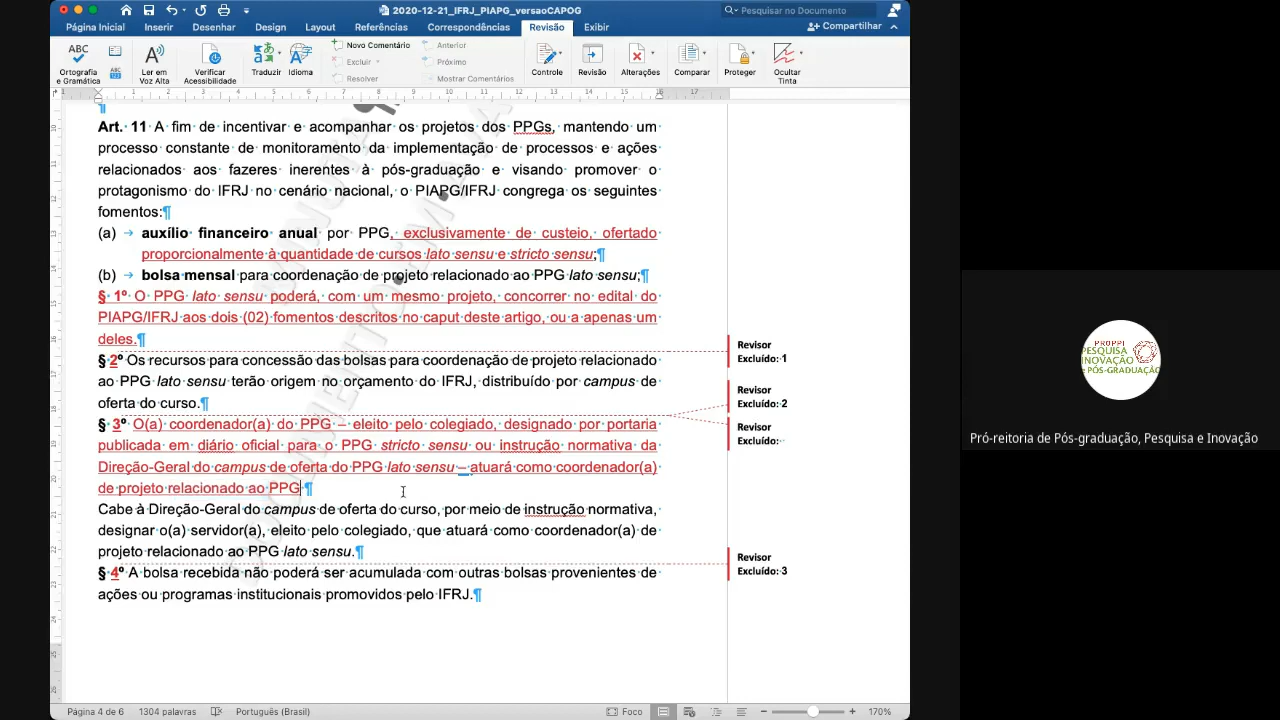 2020-12-21_IFRJ_PIAPG_versaoCAPOG
Pesquisar no Documento
Página Inicial Inserir Desenhar Design Layout Referências Correspondências Revisão Exibir
Compartilhar
ABC
Ortografia e Gramática
Ler em Voz Alta
Verificar Acessibilidade
Traduzir
Idioma
Novo Comentário
Excluir
Resolver
Anterior
Próximo
Mostrar Comentários
Controle
Revisão
Alterações
Comparar
Proteger
Ocultar Tinta
Art. 11 A fim de incentivar e acompanhar os projetos dos PPGs, mantendo um
processo constante de monitoramento da implementação de processos e ações
relacionados aos fazeres inerentes à pós-graduação e visando promover o
protagonismo do IFRJ no cenário nacional, o PIAPG/IFRJ congrega os seguintes
fomentos:¶
(a) → auxílio financeiro anual por PPG, exclusivamente de custeio, ofertado
proporcionalmente à quantidade de cursos lato sensu e stricto sensu;¶
(b) → bolsa mensal para coordenação de projeto relacionado ao PPG lato sensu;¶
§ 1º O PPG lato sensu poderá, com um mesmo projeto, concorrer no edital do
PIAPG/IFRJ aos dois (02) fomentos descritos no caput deste artigo, ou a apenas um
deles.¶
§ 2º Os recursos para concessão das bolsas para coordenação de projeto relacionado
ao PPG lato sensu terão origem no orçamento do IFRJ, distribuído por campus de
oferta do curso.¶
§ 3º O(a) coordenador(a) do PPG – eleito pelo colegiado, designado por portaria
publicada em diário oficial para o PPG stricto sensu ou instrução normativa da
Direção-Geral do campus de oferta do PPG lato sensu – atuará como coordenador(a)
de projeto relacionado ao PPG ¶
Cabe à Direção-Geral do campus de oferta do curso, por meio de instrução normativa,
designar o(a) servidor(a), eleito pelo colegiado, que atuará como coordenador(a) de
projeto relacionado ao PPG lato sensu.¶
§ 4º A bolsa recebida não poderá ser acumulada com outras bolsas provenientes de
ações ou programas institucionais promovidos pelo IFRJ.¶
Revisor
Excluído: 1
Revisor
Excluído: 2
Revisor
Excluído:
Revisor
Excluído: 3
PROPPI
PESQUISA
INOVAÇÃO
e PÓS-GRADUAÇÃO
Pró-reitoria de Pós-graduação, Pesquisa e Inovação
Página 4 de 6 1304 palavras Português (Brasil) Foco 170%